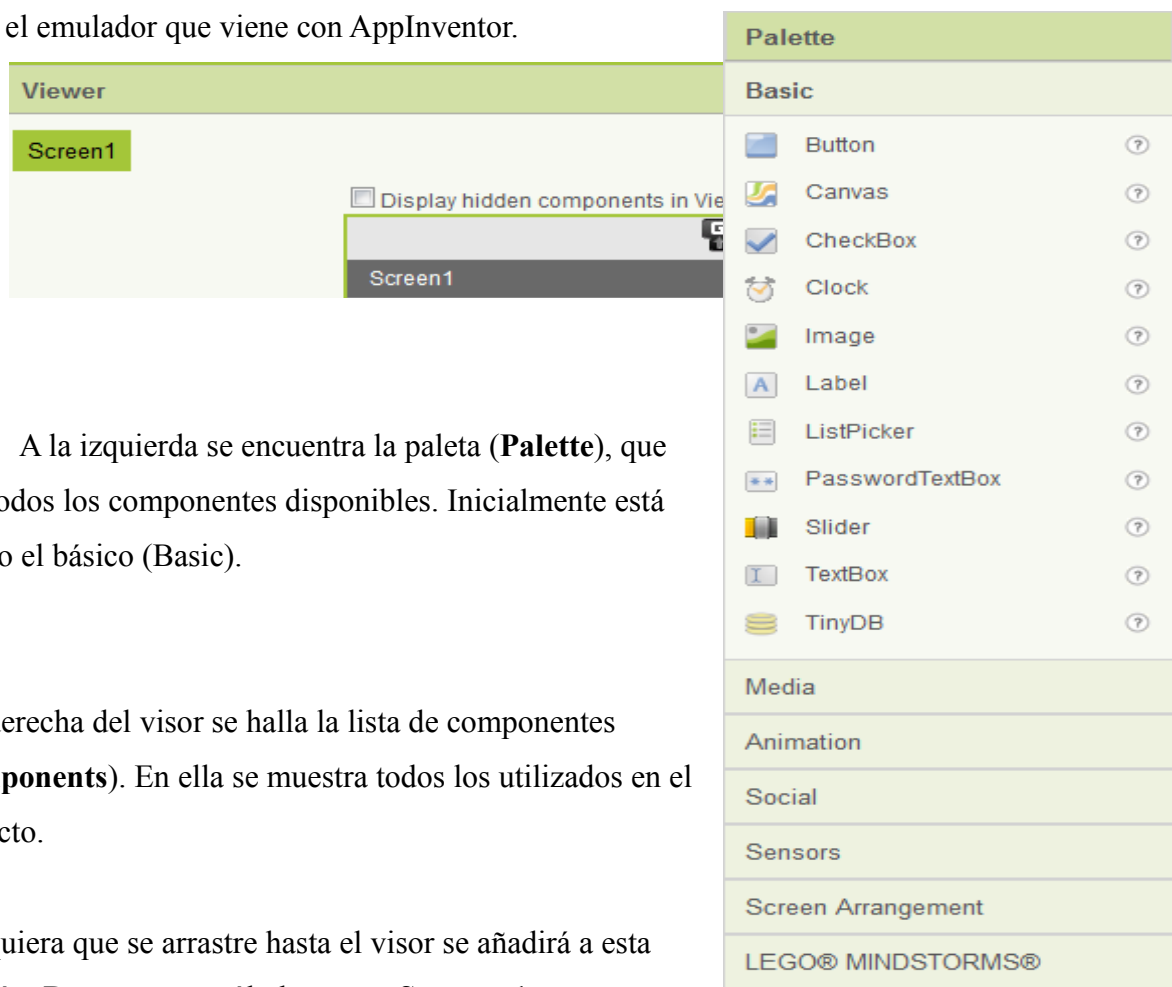 el emulador que viene con AppInventor.
Viewer
Screen1
Display hidden components in Vie
Screen1
A la izquierda se encuentra la paleta (Palette), que
odos los componentes disponibles. Inicialmente está
o el básico (Basic).
erecha del visor se halla la lista de componentes
ponents). En ella se muestra todos los utilizados en el
cto.
uiera que se arrastre hasta el visor se añadirá a esta
Palette
Basic
Button
Canvas
CheckBox
Clock
Image
Label
ListPicker
PasswordTextBox
Slider
TextBox
TinyDB
Media
Animation
Social
Sensors
Screen Arrangement
LEGO® MINDSTORMS®